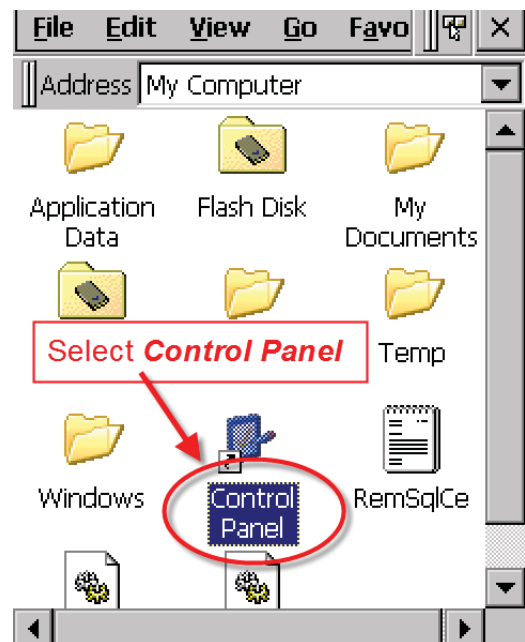 File Edit View Go Favo
Address My Computer
Application Data
Flash Disk
My Documents
Select Control Panel
Temp
Windows
Control Panel
RemSqlCe